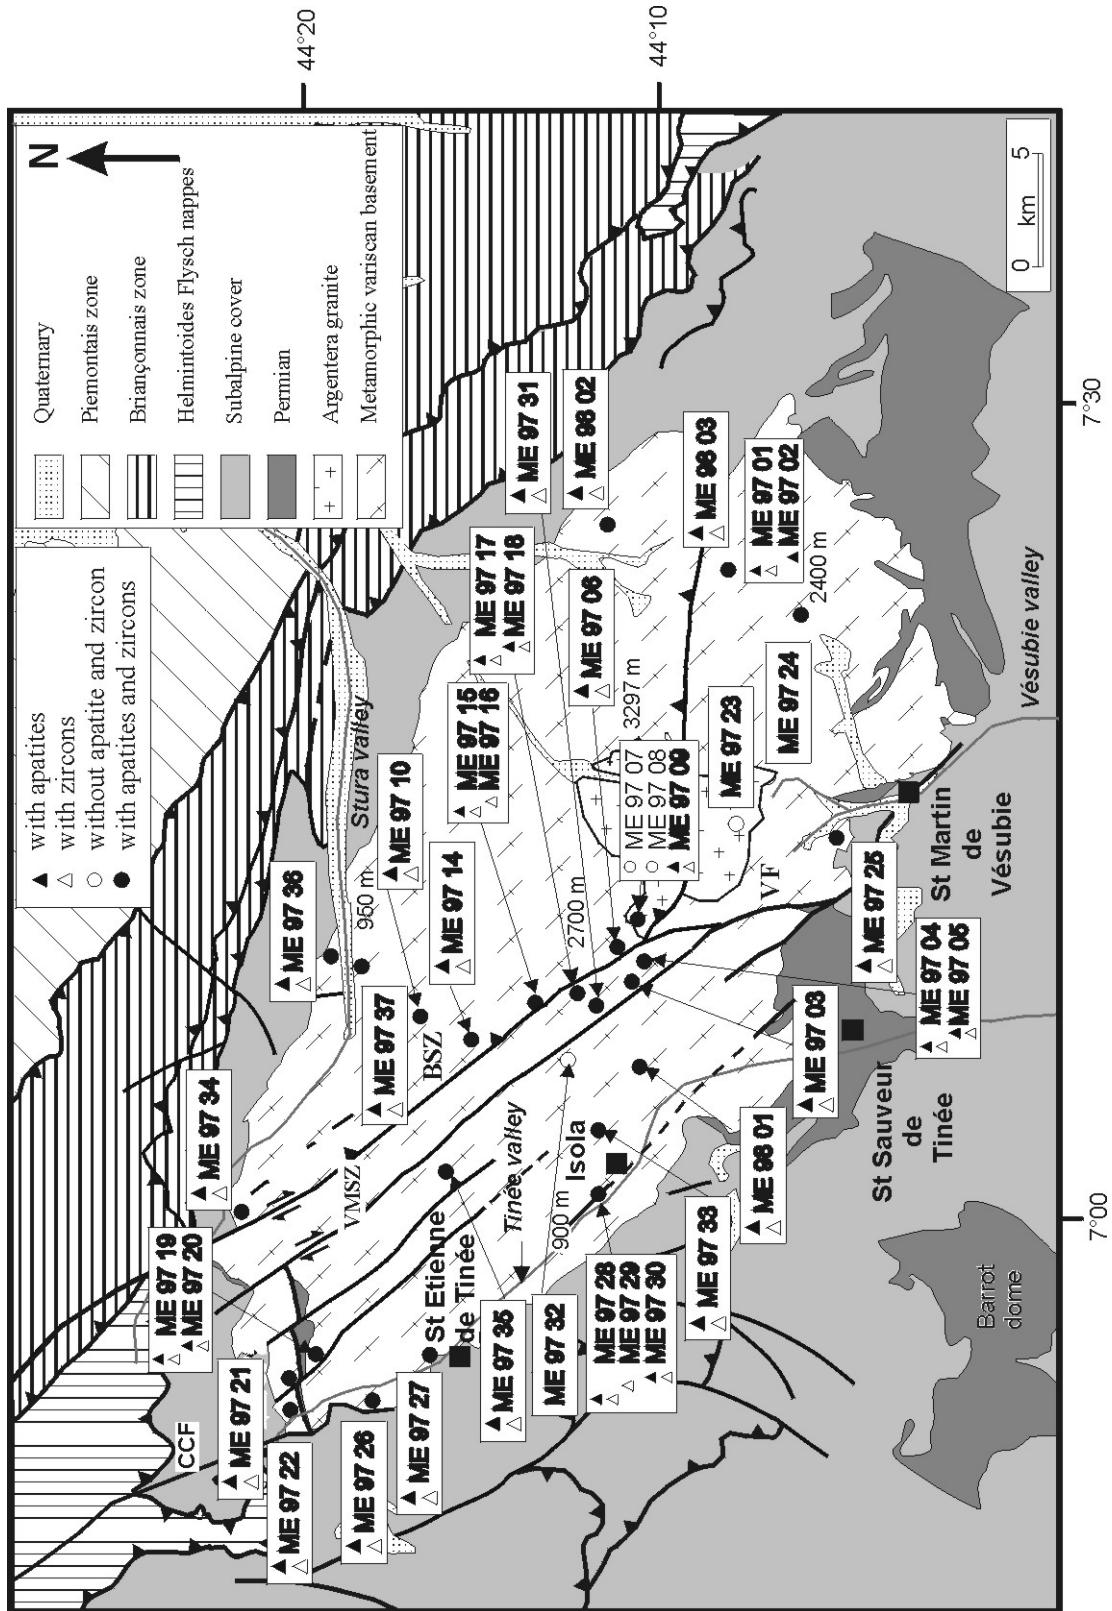 44°20
44°10
7°30
7°00
N
0 5
km
Quaternary
Piemontais zone
Briançonnais zone
Helmintoides Flysch nappes
Subalpine cover
Permian
Argentera granite
Metamorphic variscan basement
with apatites
with zircons
without apatite and zircon
with apatites and zircons
CCF
ME 97 19
ME 97 20
ME 97 34
ME 97 36
ME 97 37
ME 97 10
ME 97 14
ME 97 15
ME 97 16
ME 97 17
ME 97 18
ME 97 31
ME 98 02
ME 97 06
ME 98 03
ME 97 01
ME 97 02
ME 97 07
ME 97 08
ME 97 09
ME 97 23
ME 97 24
ME 97 25
ME 97 04
ME 97 05
ME 97 03
ME 98 01
ME 97 33
ME 97 28
ME 97 29
ME 97 30
ME 97 32
ME 97 35
ME 97 27
ME 97 26
ME 97 22
ME 97 21
Stura valley
950 m
BSZ
VMSZ
2700 m
3297 m
2400 m
VF
Tinée valley
900 m
Isola
St Etienne
de Tinée
St Sauveur
de
Tinée
St Martin
de
Vésubie
Vésubie valley
Barrot
dome